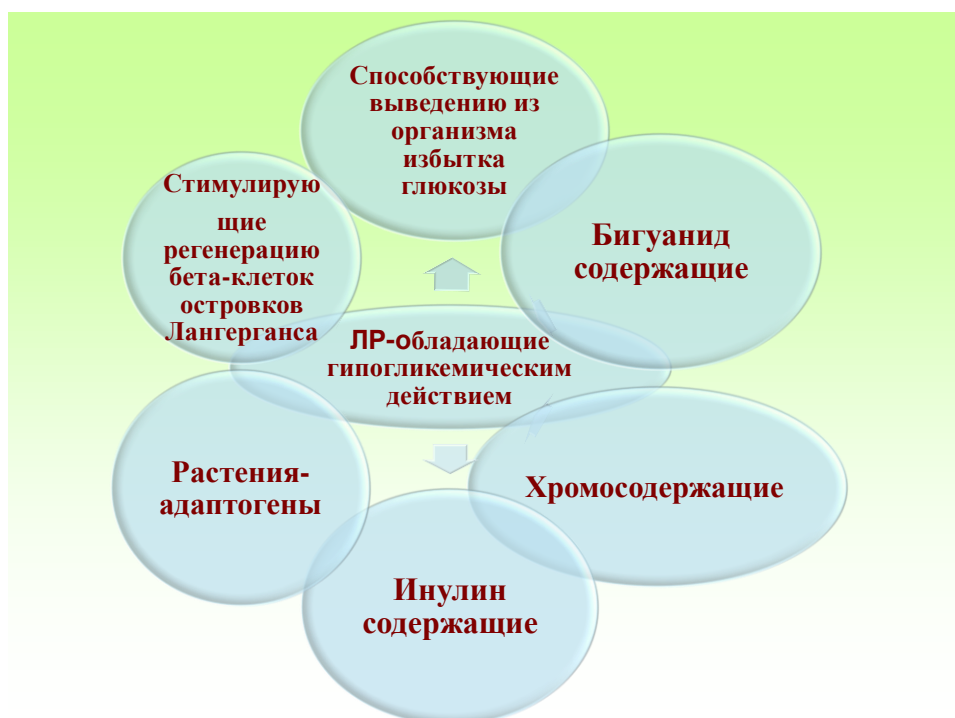 Способствующие
выведению из
организма
избытка
глюкозы
Бигуанид
содержащие
Хромосодержащие
Инулин
содержащие
Растения-
адаптогены
Стимулирую
щие
регенерацию
бета-клеток
островков
Лангерганса
ЛР-обладающие
гипогликемическим
действием